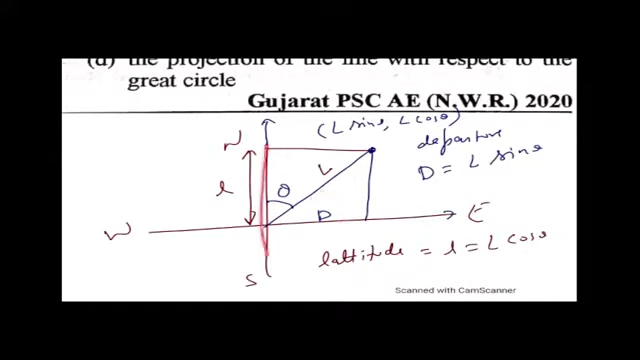 (d) the projection of the line with respect to the
great circle
Gujarat PSC AE (N.W.R.) 2020
(L sinθ, L cosθ)
departure
D = L sinθ
N
l
θ
L
D
W
E
lattitude = l = L cosθ
S
Scanned with CamScanner